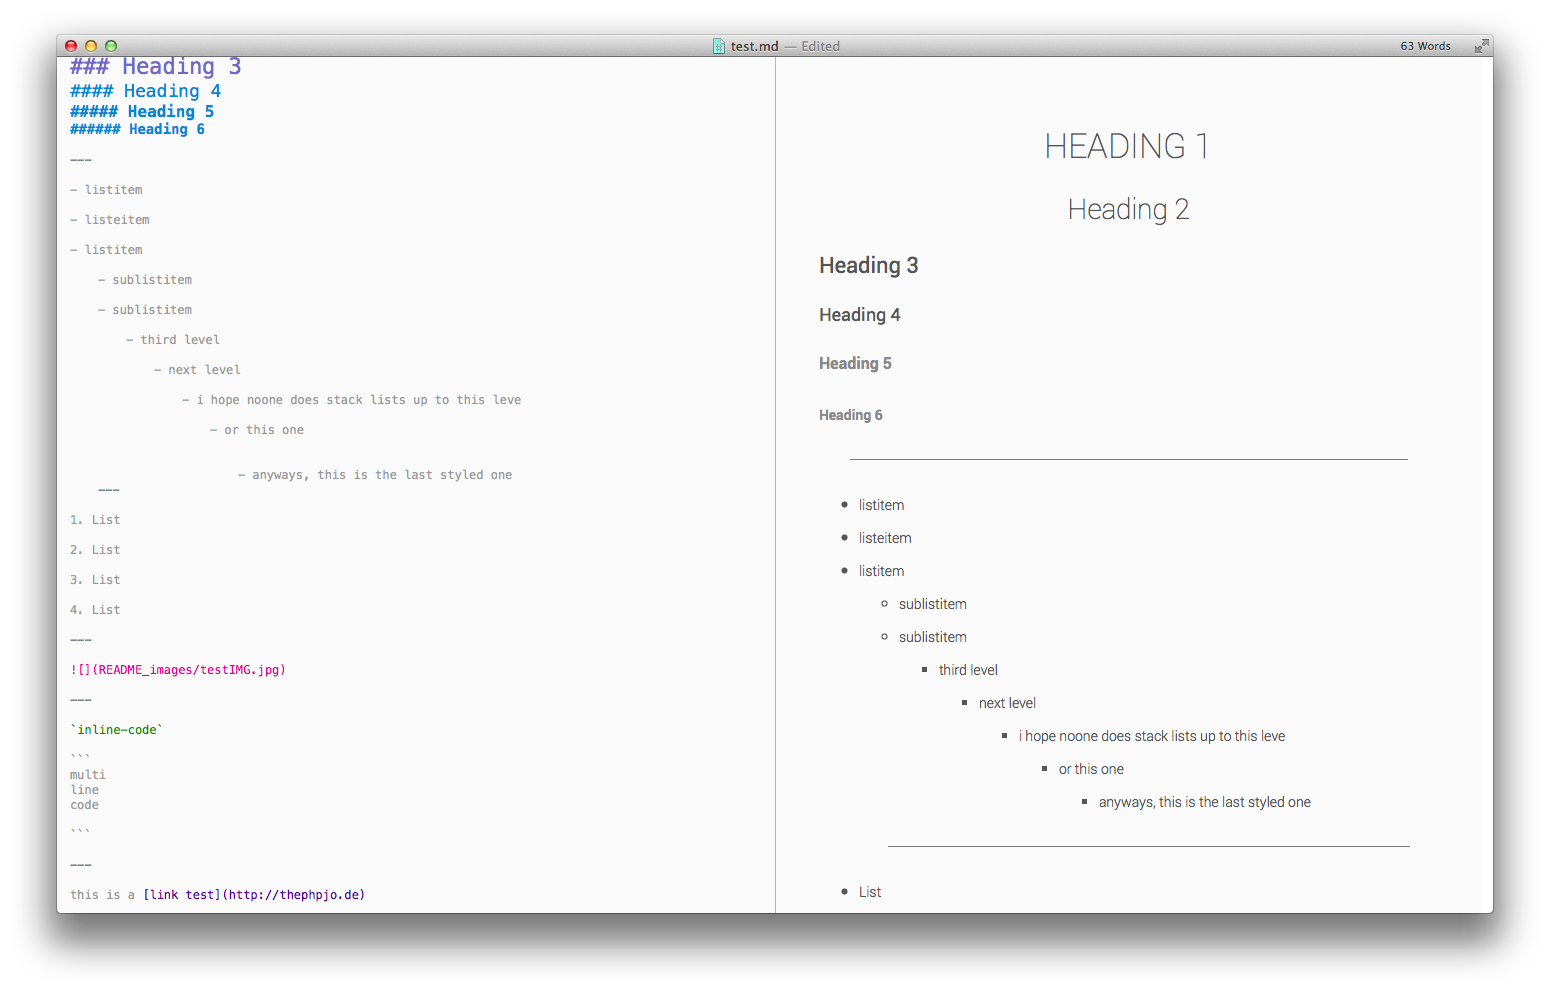 test.md — Edited
63 Words
### Heading 3
#### Heading 4
##### Heading 5
###### Heading 6
---
- listitem
- listeitem
- listitem
- sublistitem
- sublistitem
- third level
- next level
- i hope noone does stack lists up to this leve
- or this one
- anyways, this is the last styled one
---
1. List
2. List
3. List
4. List
---
![](README_images/testIMG.jpg)
---
`inline-code`
```
multi
line
code
```
---
this is a [link test](http://thephpjo.de)
HEADING 1
Heading 2
Heading 3
Heading 4
Heading 5
Heading 6
• listitem
• listeitem
• listitem
◦ sublistitem
◦ sublistitem
▪ third level
▪ next level
▪ i hope noone does stack lists up to this leve
▪ or this one
▪ anyways, this is the last styled one
• List